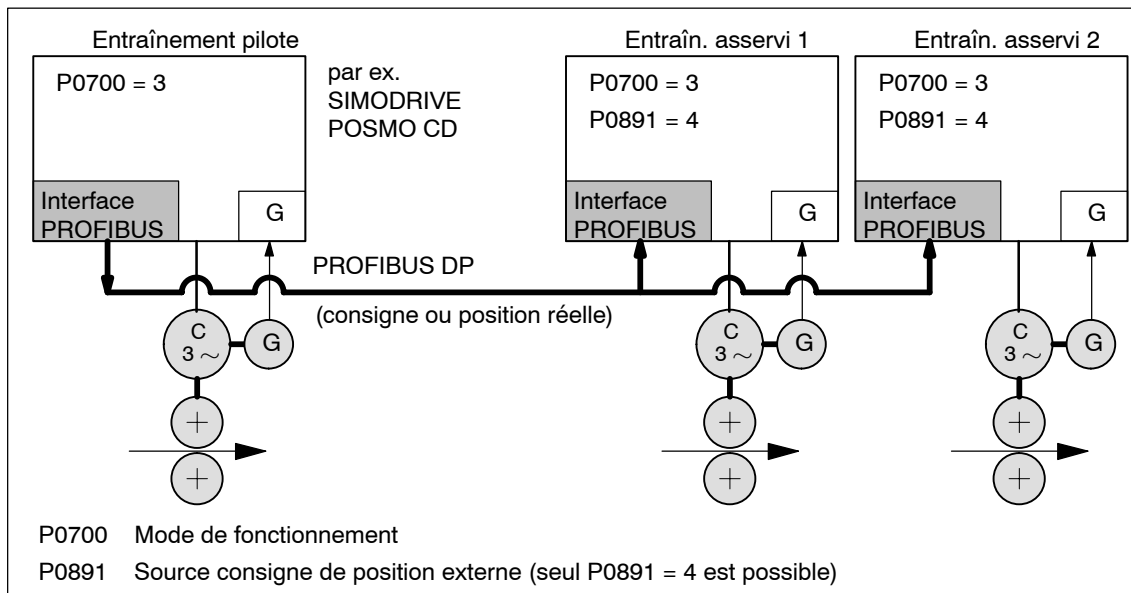 Entraînement pilote
P0700 = 3
par ex.
SIMODRIVE
POSMO CD
Interface
PROFIBUS
G
Entraîn. asservi 1
P0700 = 3
P0891 = 4
Interface
PROFIBUS
G
Entraîn. asservi 2
P0700 = 3
P0891 = 4
Interface
PROFIBUS
G
PROFIBUS DP
(consigne ou position réelle)
C
3 ~
G
C
3 ~
G
C
3 ~
G
+
+
+
+
+
+
P0700 Mode de fonctionnement
P0891 Source consigne de position externe (seul P0891 = 4 est possible)